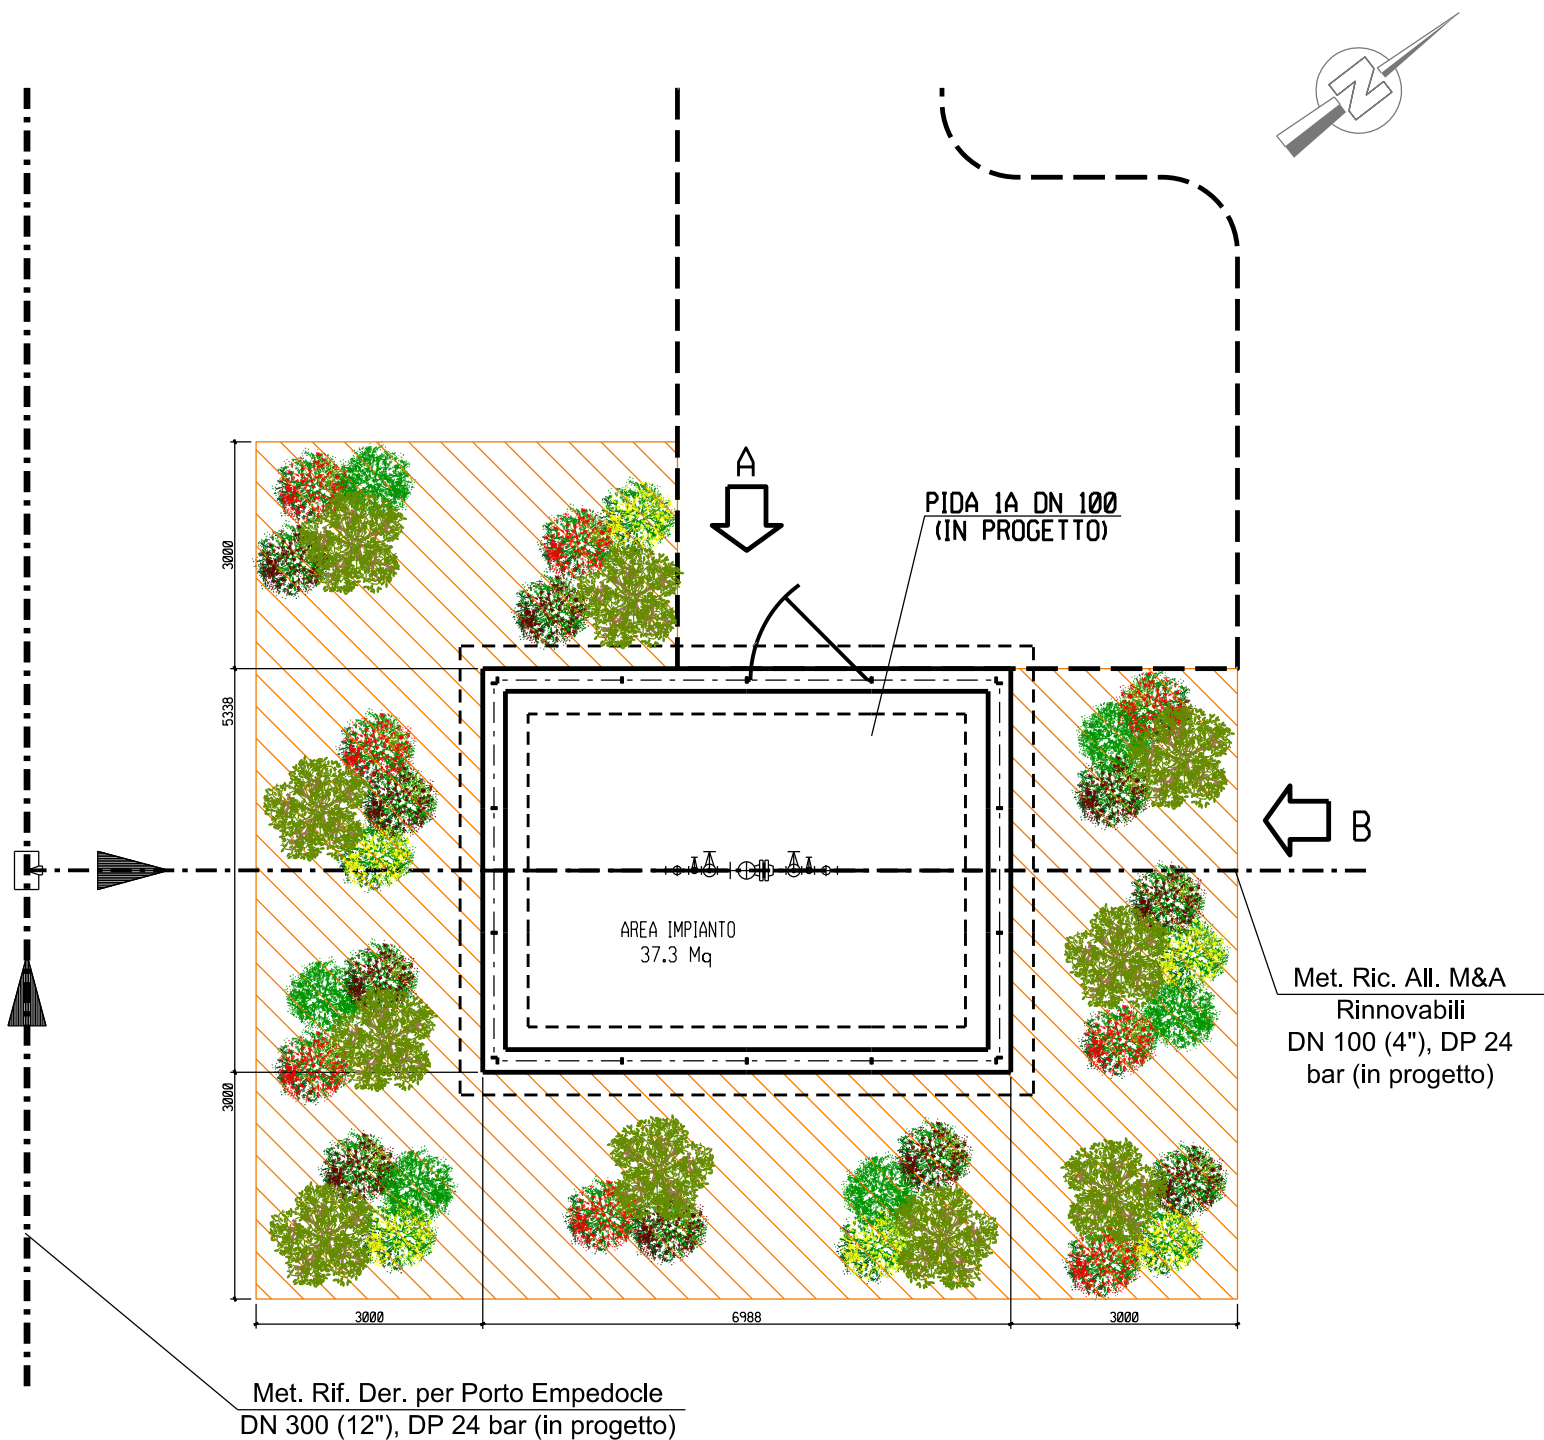 N
A
PIDA 1A DN 100
(IN PROGETTO)
3000
5338
B
AREA IMPIANTO
37.3 Mq
Met. Ric. All. M&A
Rinnovabili
DN 100 (4"), DP 24
bar (in progetto)
3000
3000
6988
3000
Met. Rif. Der. per Porto Empedocle
DN 300 (12"), DP 24 bar (in progetto)